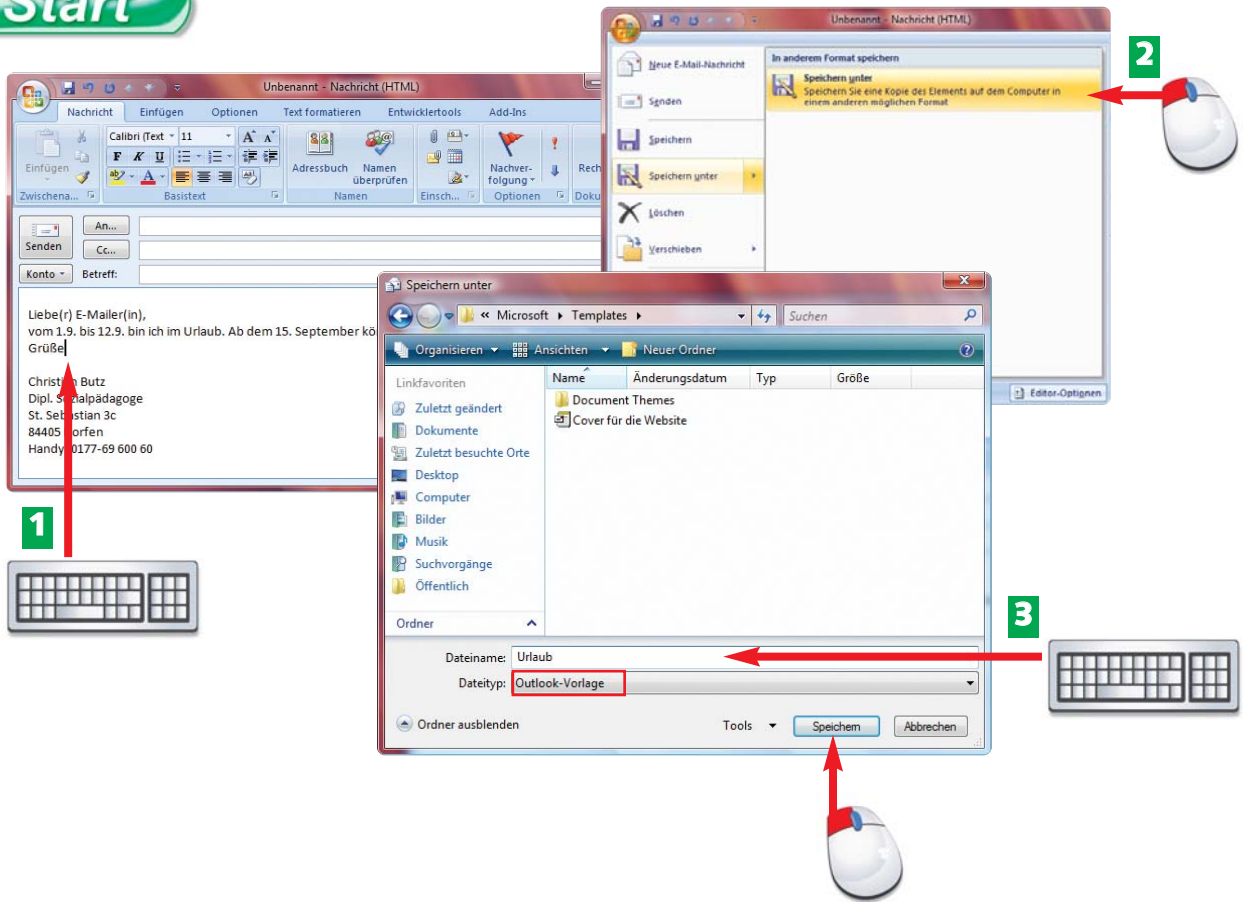 Start
Unbenannt - Nachricht (HTML)
Nachricht Einfügen Optionen Text formatieren Entwicklertools Add-Ins
Einfügen
Calibri (Text 11
F K U
Adressbuch
Namen überprüfen
Nachver-
folgung
Rech
Zwischena... Basistext Namen Einsch... Optionen Doku
Senden
An...
Cc...
Konto
Betreff:
Liebe(r) E-Mailer(in),
vom 1.9. bis 12.9. bin ich im Urlaub. Ab dem 15. September kö
Grüße
Christian Butz
Dipl. Sozialpädagoge
St. Sebastian 3c
84405 Dorfen
Handy 0177-69 600 60
1
Unbenannt - Nachricht (HTML)
Neue E-Mail-Nachricht
Senden
Speichern
Speichern unter
Löschen
Verschieben
In anderem Format speichern
Speichern unter
Speichern Sie eine Kopie des Elements auf dem Computer in
einem anderen möglichen Format
Editor-Optionen
2
Speichern unter
« Microsoft Templates
Suchen
Organisieren Ansichten Neuer Ordner
Linkfavoriten
Zuletzt geändert
Dokumente
Zuletzt besuchte Orte
Desktop
Computer
Bilder
Musik
Suchvorgänge
Öffentlich
Ordner
Name Änderungsdatum Typ Größe
Document Themes
Cover für die Website
Dateiname: Urlaub
Dateityp: Outlook-Vorlage
Ordner ausblenden
Tools Speichern Abbrechen
3